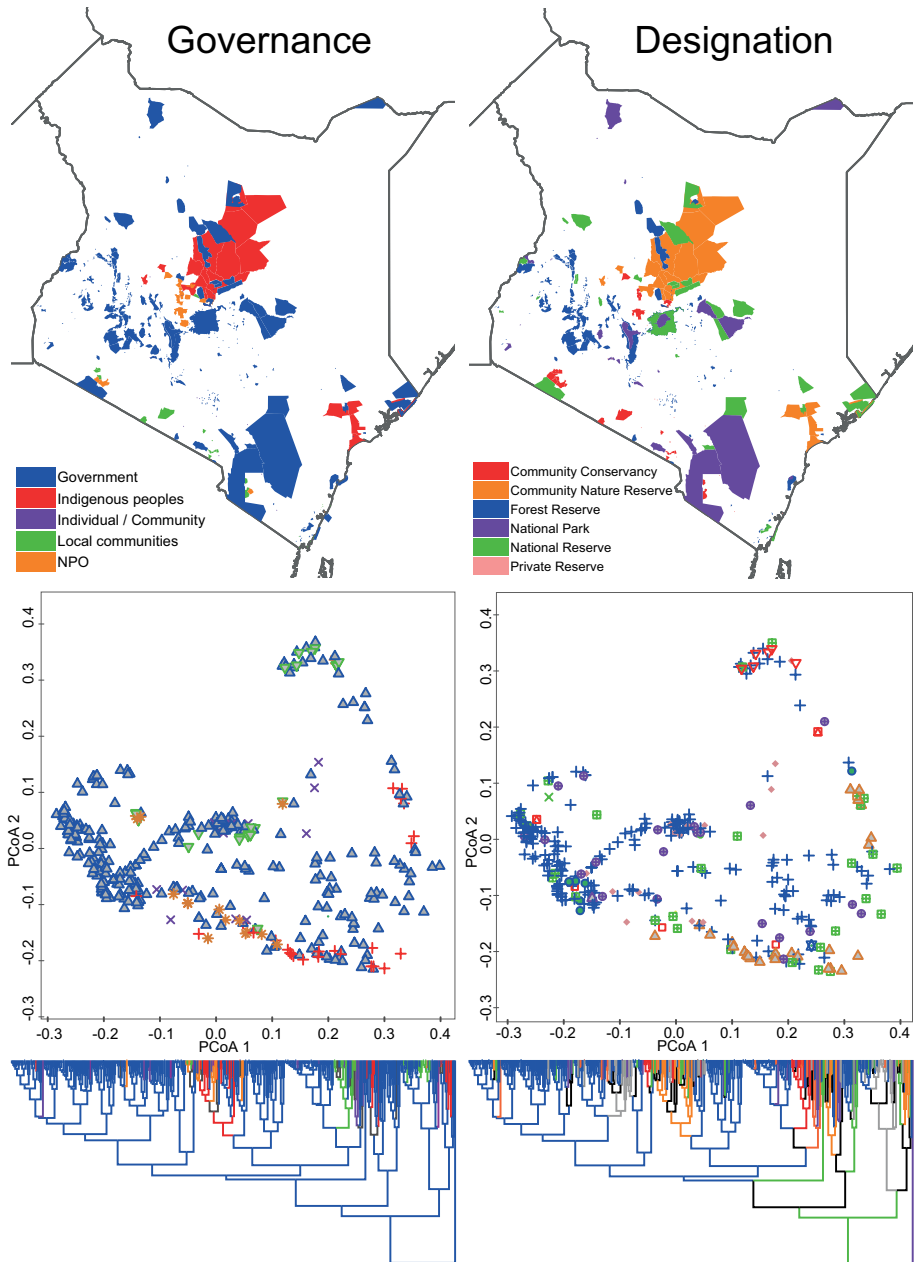 Governance
Designation
Government
Indigenous peoples
Individual / Community
Local communities
NPO
Community Conservancy
Community Nature Reserve
Forest Reserve
National Park
National Reserve
Private Reserve
0.4
0.3
0.2
0.1
0.0
-0.1
-0.2
-0.3
PCoA 2
-0.3 -0.2 -0.1 0.0 0.1 0.2 0.3 0.4
PCoA 1
0.4
0.3
0.2
0.1
0.0
-0.1
-0.2
-0.3
PCoA 2
-0.3 -0.2 -0.1 0.0 0.1 0.2 0.3 0.4
PCoA 1